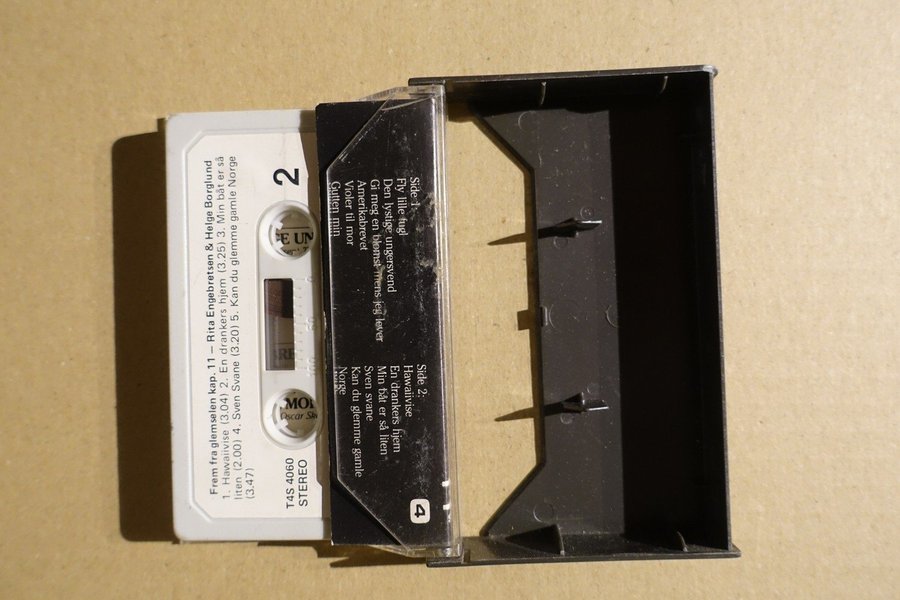 Frem fra glemselen kap. 11 — Rita Engebretsen & Helge Borglund
1. Hawaiivise (3.04) 2. En drankers hjem (3.25) 3. Min båt er så
liten (2.00) 4. Sven Svane (3.20) 5. Kan du glemme gamle Norge
(3.47)
2
T4S 4060
STEREO
Side 1:
Fly lille fugl
Den lystige ungersvend
Gi meg en blomst mens jeg lever
Amerikabrevet
Violer til mor
Gutten min
Side 2:
Hawaiivise
En drankers hjem
Min båt er så liten
Sven svane
Kan du glemme gamle
Norge
4